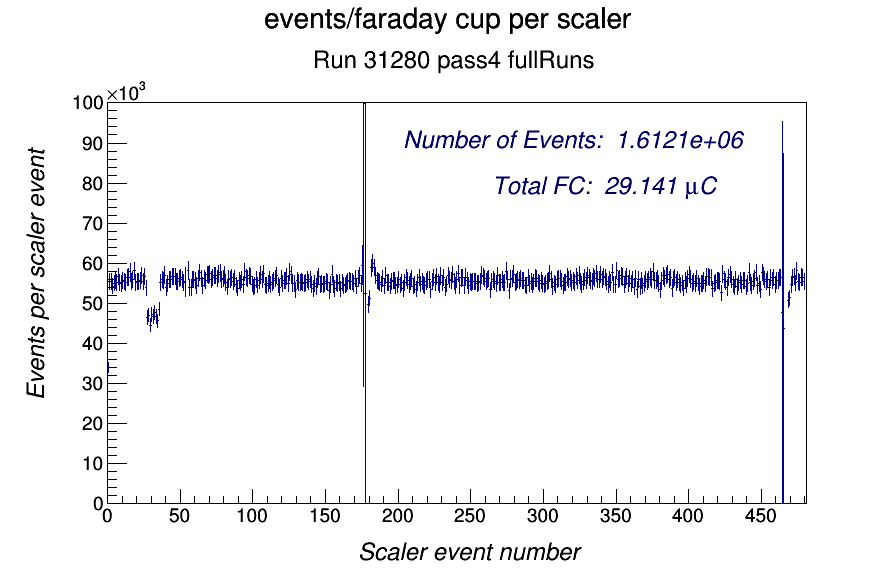 events/faraday cup per scaler
Run 31280 pass4 fullRuns
×10³
100
90
80
70
60
50
40
30
20
10
0
Events per scaler event
Number of Events: 1.6121e+06
Total FC: 29.141 μC
0 50 100 150 200 250 300 350 400 450
Scaler event number